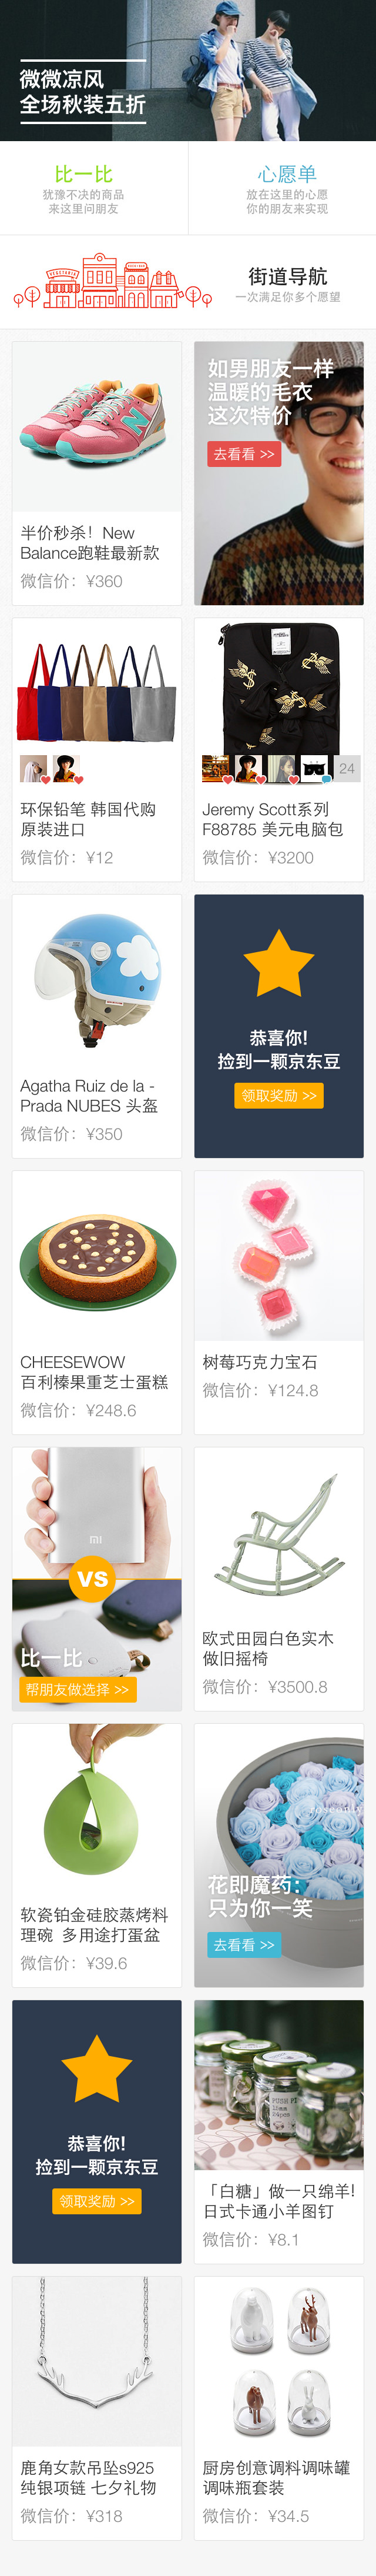 微微凉风
全场秋装五折
比一比
犹豫不决的商品
来这里问朋友
心愿单
放在这里的心愿
你的朋友来实现
VEGETABLE
街道导航
一次满足你多个愿望
N
半价秒杀！New
Balance跑鞋最新款
微信价：¥360
如男朋友一样
温暖的毛衣
这次特价
去看看 >>
环保铅笔 韩国代购
原装进口
微信价：¥12
24
Jeremy Scott系列
F88785 美元电脑包
微信价：¥3200
Agatha Ruiz de la -
Prada NUBES 头盔
微信价：¥350
恭喜你!
捡到一颗京东豆
领取奖励 >>
CHEESEWOW
百利榛果重芝士蛋糕
微信价：¥248.6
树莓巧克力宝石
微信价：¥124.8
mi
VS
比一比
帮朋友做选择 >>
欧式田园白色实木
做旧摇椅
微信价：¥3500.8
软瓷铂金硅胶蒸烤料
理碗 多用途打蛋盆
微信价：¥39.6
roseonly
花即魔药：
只为你一笑
去看看 >>
恭喜你!
捡到一颗京东豆
领取奖励 >>
PUSH PI
15mm
24pcs
「白糖」做一只绵羊!
日式卡通小羊图钉
微信价：¥8.1
鹿角女款吊坠s925
纯银项链 七夕礼物
微信价：¥318
厨房创意调料调味罐
调味瓶套装
微信价：¥34.5